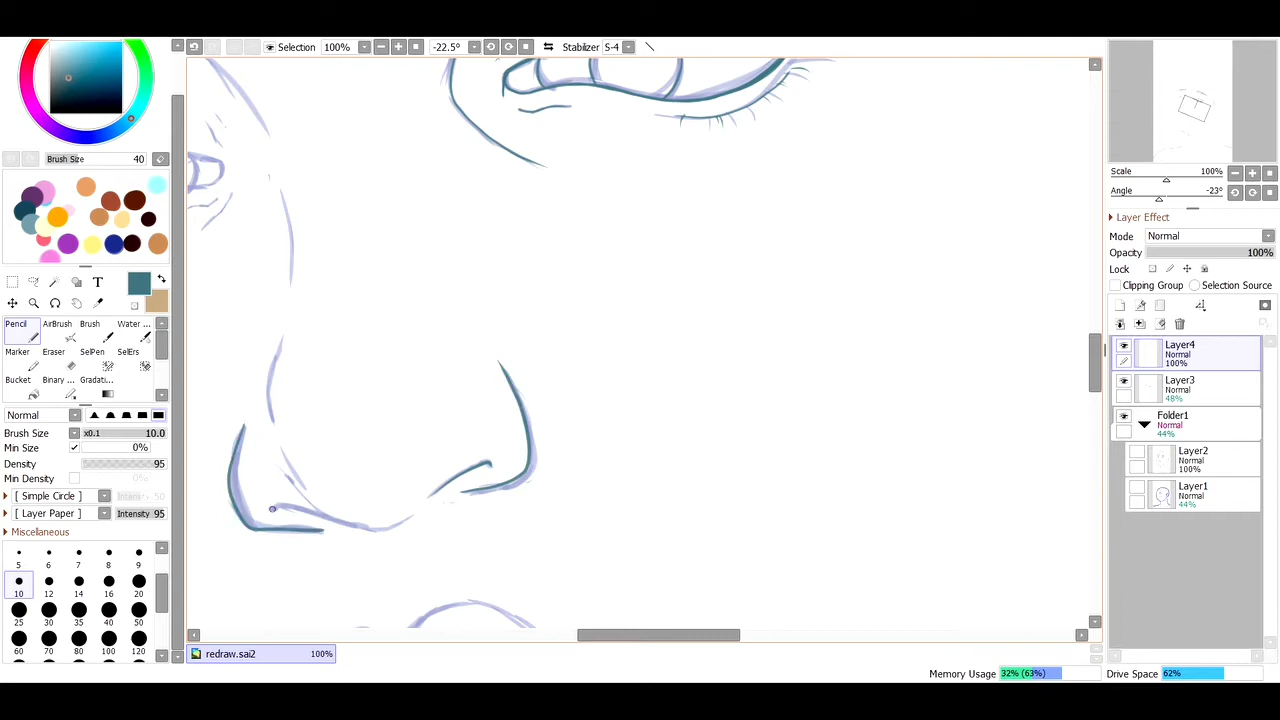 Selection 100% -22.5° Stabilizer S-4
Brush Size 40
T
Pencil AirBrush Brush Water ...
Marker Eraser SelPen SelErs
Bucket Binary ... Gradati...
Normal
Brush Size x0.1 10.0
Min Size 0%
Density 95
Min Density 0%
[ Simple Circle ] Intensity 50
[ Layer Paper ] Intensity 95
Miscellaneous
5 6 7 8 9
10 12 14 16 20
25 30 35 40 50
60 70 80 100 120
redraw.sai2 100%
Scale 100%
Angle -23°
Layer Effect
Mode Normal
Opacity 100%
Lock
Clipping Group Selection Source
Layer4
Normal
100%
Layer3
Normal
48%
Folder1
Normal
44%
Layer2
Normal
100%
Layer1
Normal
44%
Memory Usage 32% (63%) Drive Space 62%